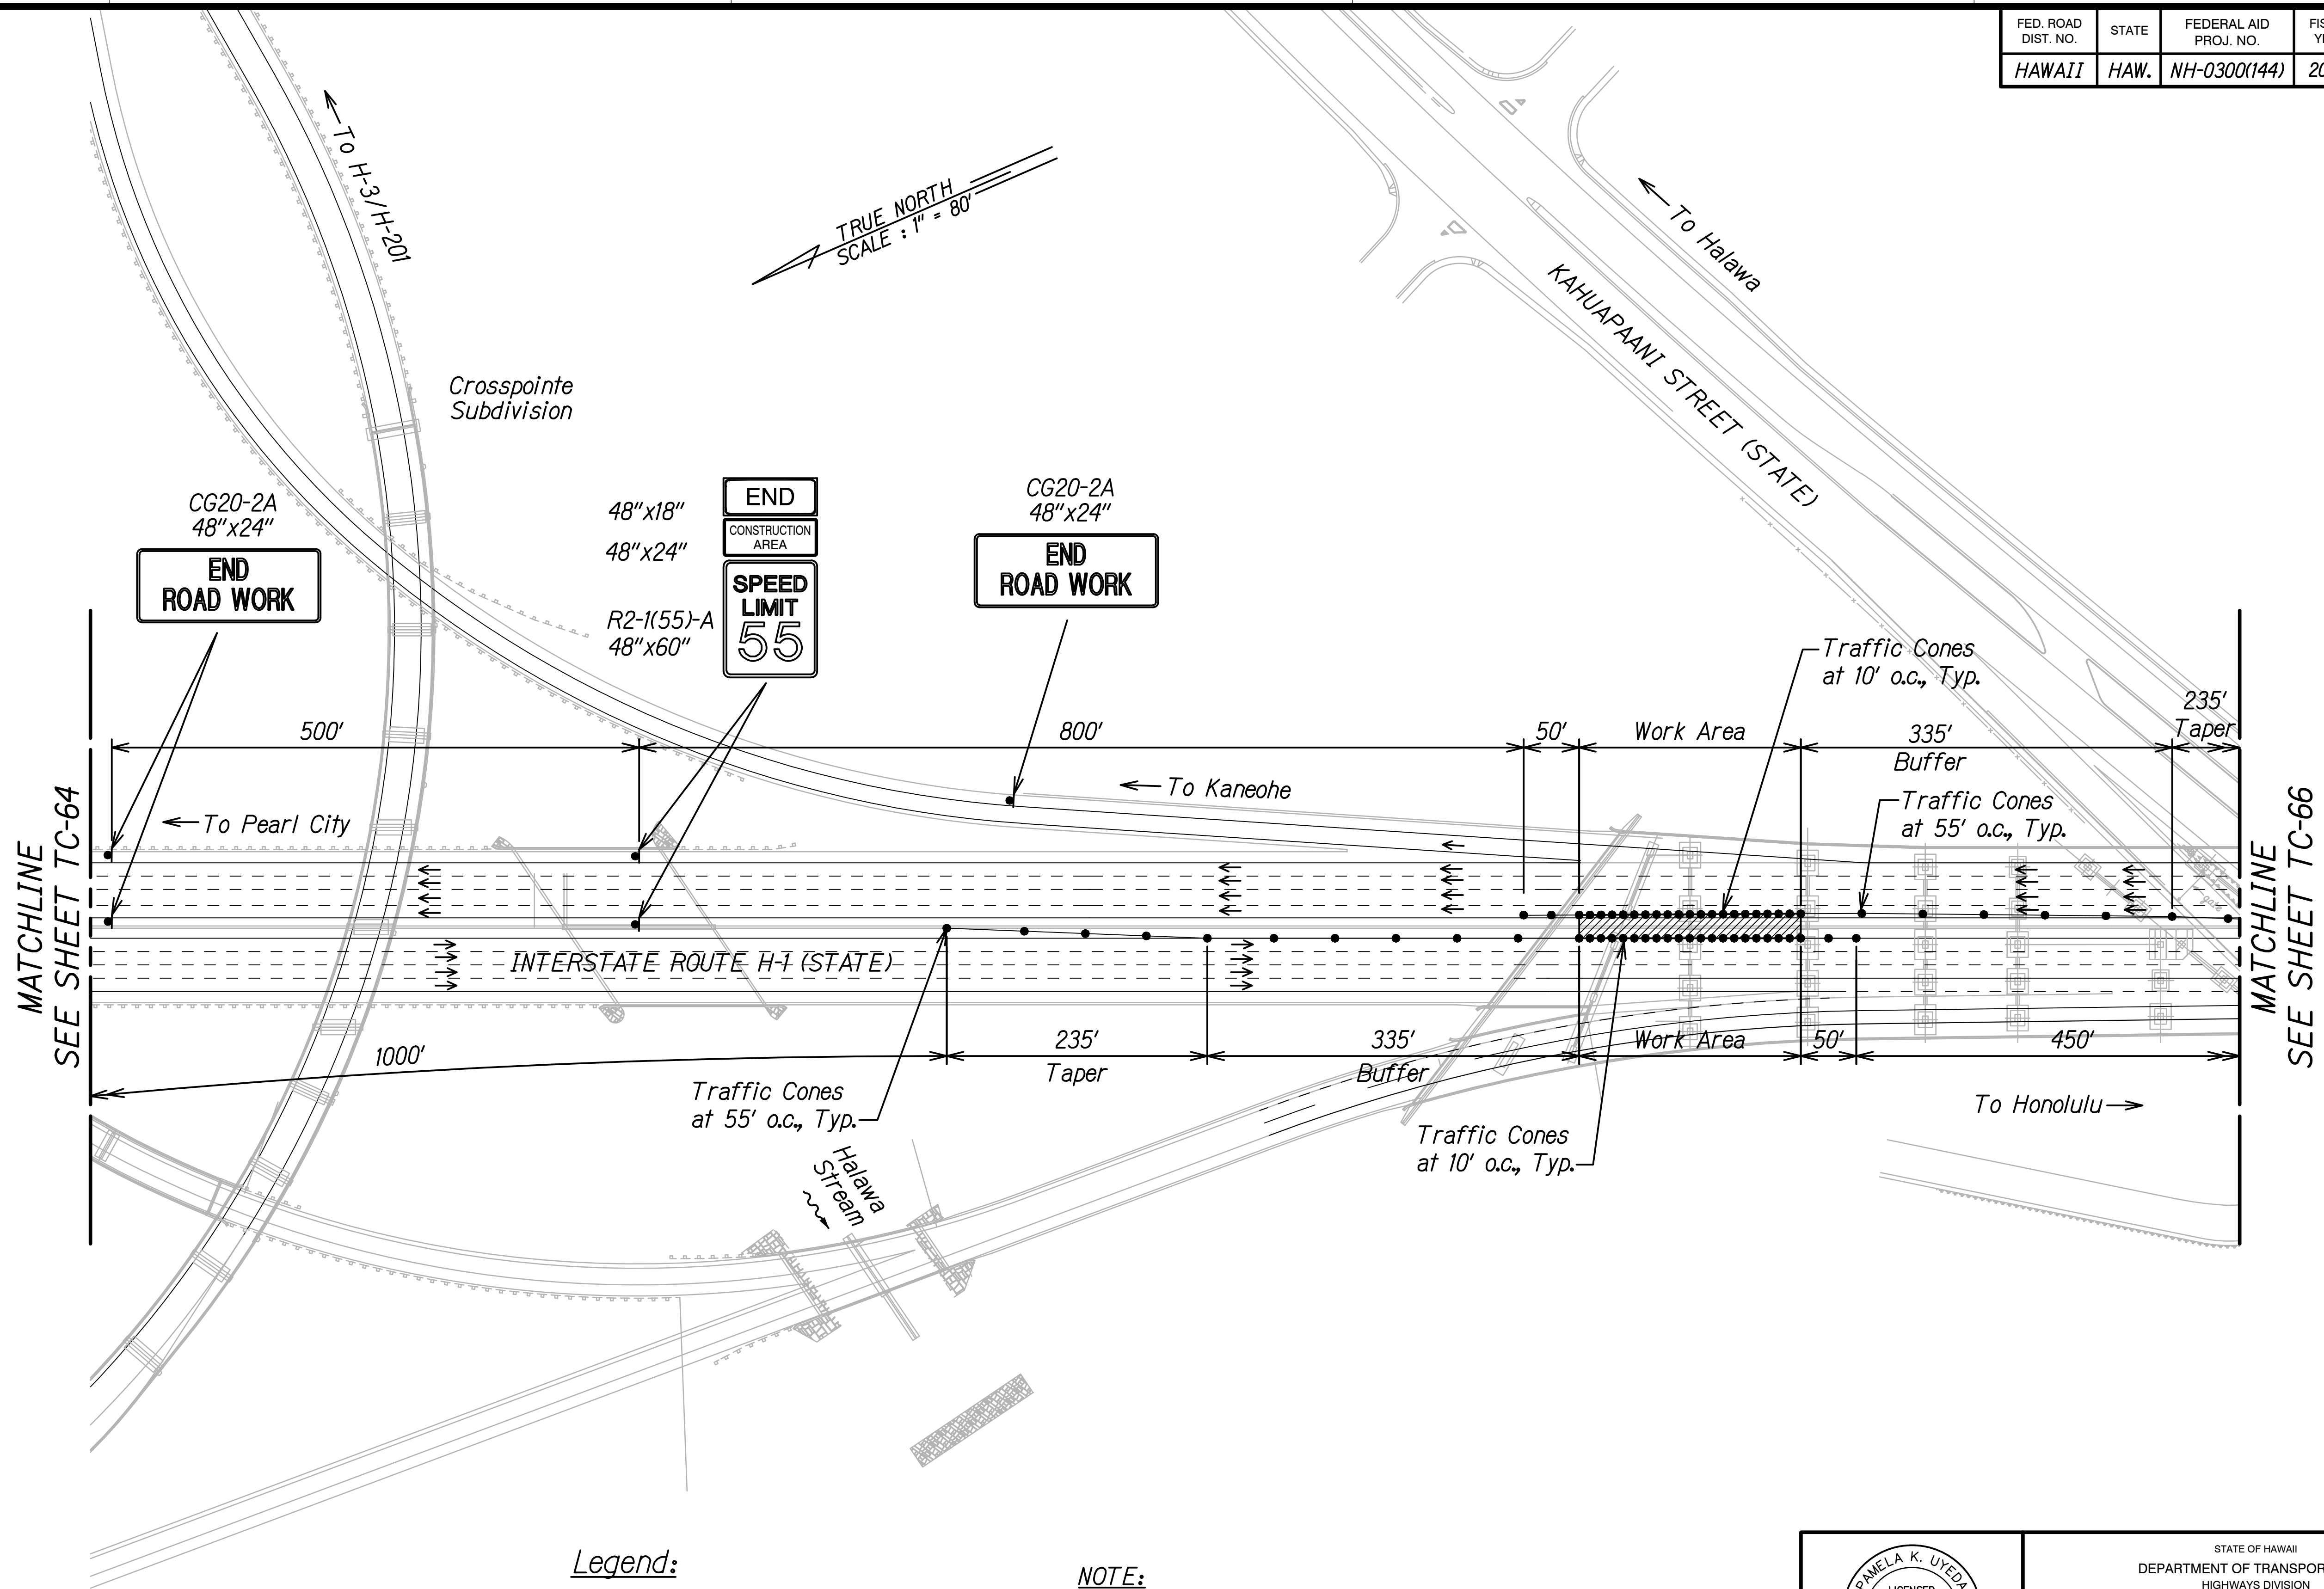 FED. ROAD
DIST. NO.
STATE
FEDERAL AID
PROJ. NO.
HAWAII
HAW.
NH-0300(144)
To H-3/H-201
TRUE NORTH
SCALE : 1" = 80'
To Halawa
KAHUAPAANI STREET (STATE)
Crosspointe
Subdivision
CG20-2A
48"x24"
END
ROAD WORK
48"x18"
48"x24"
R2-1(55)-A
48"x60"
END
CONSTRUCTION
AREA
SPEED
LIMIT
55
CG20-2A
48"x24"
END
ROAD WORK
Traffic Cones
at 10' o.c., Typ.
235'
Taper
500'
800'
50'
Work Area
335'
Buffer
To Kaneohe
To Pearl City
Traffic Cones
at 55' o.c., Typ.
MATCHLINE
SEE SHEET TC-64
MATCHLINE
SEE SHEET TC-66
INTERSTATE ROUTE H-1 (STATE)
1000'
235'
Taper
335'
Buffer
Work Area
50'
450'
Traffic Cones
at 55' o.c., Typ.
To Honolulu
Traffic Cones
at 10' o.c., Typ.
Halawa
Stream
Legend:
NOTE:
PAMELA K. UYEDA
LICENSED
STATE OF HAWAII
DEPARTMENT OF
HIGHWAYS DIVISION